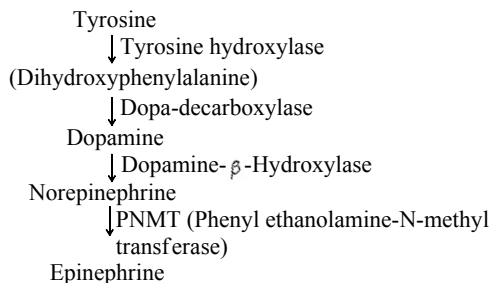 Tyrosine
Tyrosine hydroxylase
(Dihydroxyphenylalanine)
Dopa-decarboxylase
Dopamine
Dopamine-β-Hydroxylase
Norepinephrine
PNMT (Phenyl ethanolamine-N-methyl
transferase)
Epinephrine